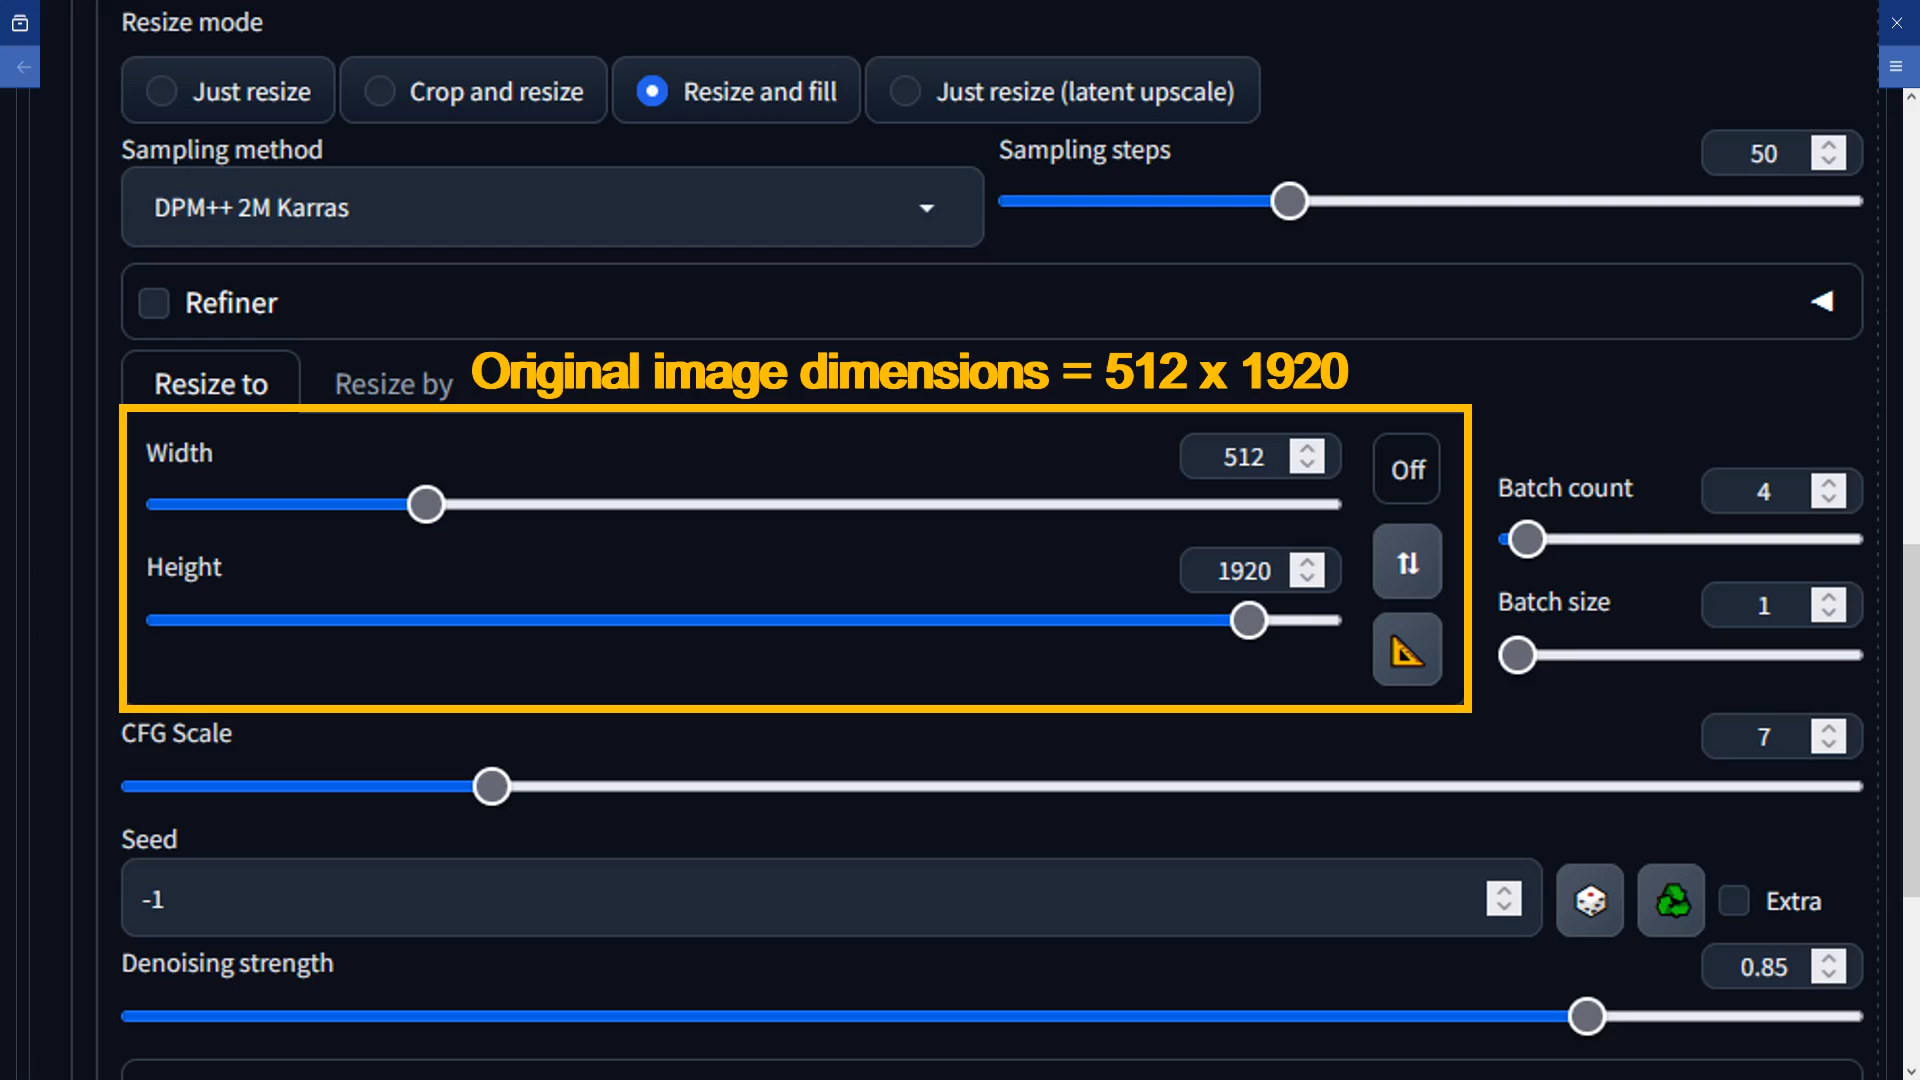 Resize mode
Just resize
Crop and resize
Resize and fill
Just resize (latent upscale)
Sampling method
Sampling steps
50
DPM++ 2M Karras
Refiner
Resize to
Resize by
Original image dimensions = 512 x 1920
Width
512
Off
Height
1920
Batch count
4
Batch size
1
CFG Scale
7
Seed
-1
Extra
Denoising strength
0.85